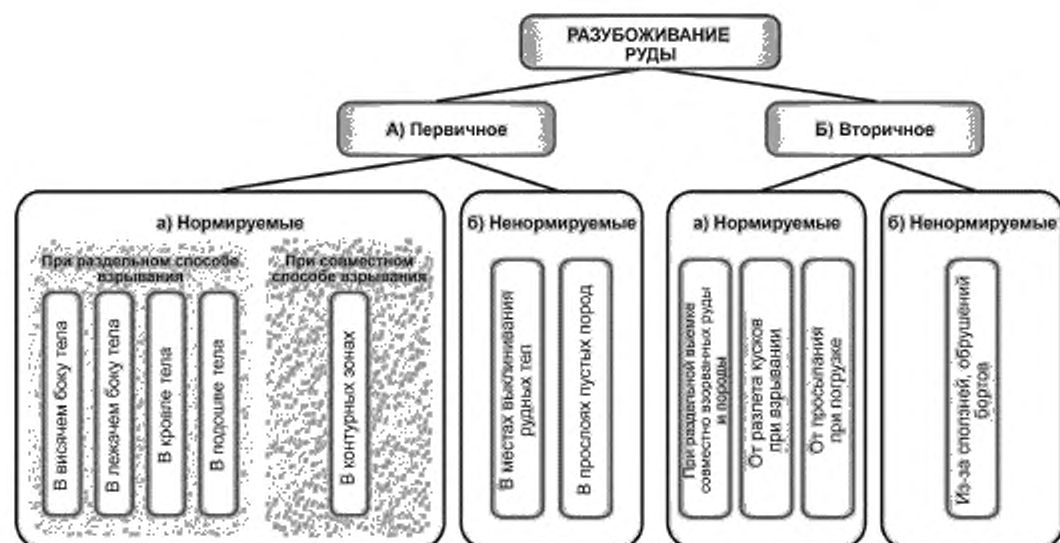 РАЗУБОЖИВАНИЕ
РУДЫ
А) Первичное
Б) Вторичное
а) Нормируемые
При раздельном способе
взрывания
В висячем боку тела
В лежачем боку тела
В кровле тела
В подошве тела
При совместном
способе взрывания
В контурных зонах
б) Ненормируемые
В местах выклинивания
рудных тел
В прослоях пустых пород
а) Нормируемые
При раздельной выемке
совместно взорванных руды
и породы
От разлета кусков
при взрывании
От просыпания
при погрузке
б) Ненормируемые
Из-за оползней, обрушений
бортов